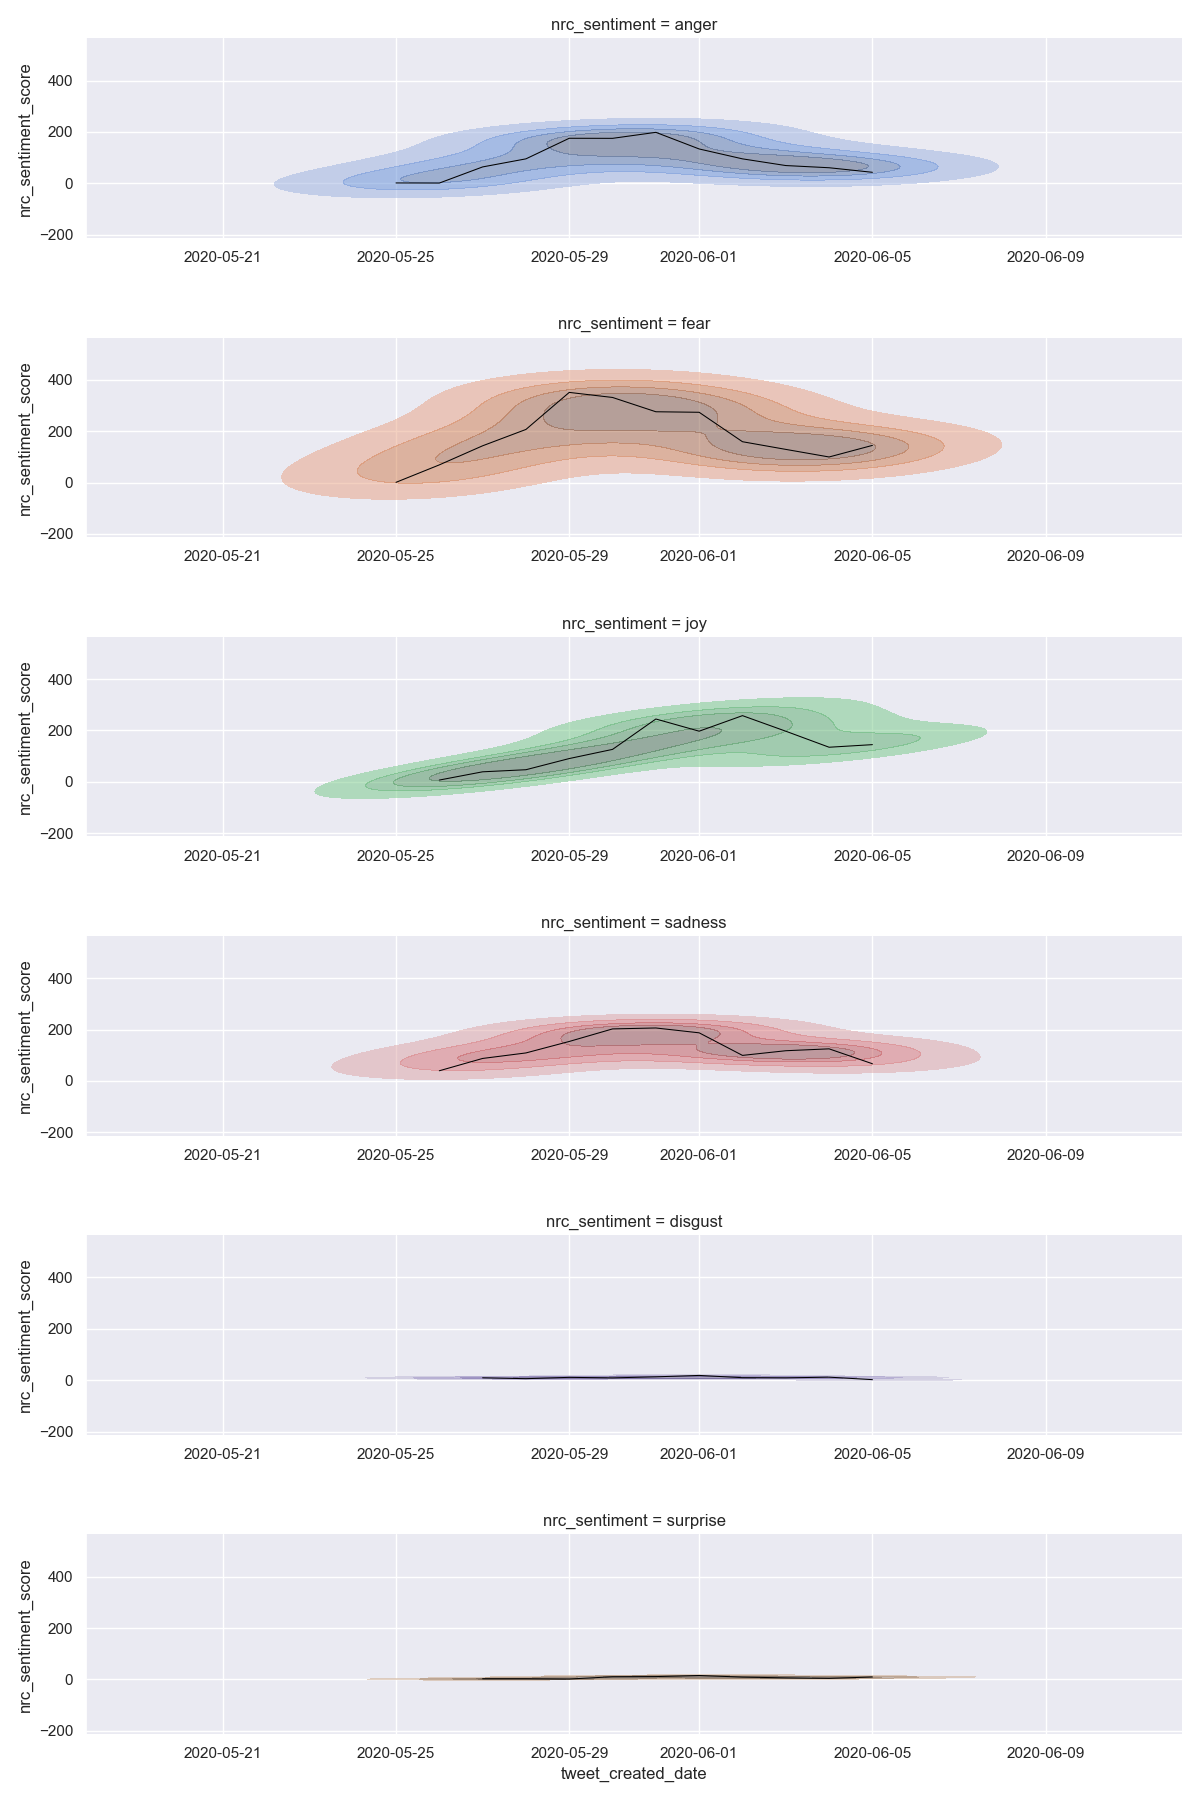 nrc_sentiment = anger
nrc_sentiment_score
400
200
0
−200
2020-05-21 2020-05-25 2020-05-29 2020-06-01 2020-06-05 2020-06-09
nrc_sentiment = fear
nrc_sentiment_score
400
200
0
−200
2020-05-21 2020-05-25 2020-05-29 2020-06-01 2020-06-05 2020-06-09
nrc_sentiment = joy
nrc_sentiment_score
400
200
0
−200
2020-05-21 2020-05-25 2020-05-29 2020-06-01 2020-06-05 2020-06-09
nrc_sentiment = sadness
nrc_sentiment_score
400
200
0
−200
2020-05-21 2020-05-25 2020-05-29 2020-06-01 2020-06-05 2020-06-09
nrc_sentiment = disgust
nrc_sentiment_score
400
200
0
−200
2020-05-21 2020-05-25 2020-05-29 2020-06-01 2020-06-05 2020-06-09
nrc_sentiment = surprise
nrc_sentiment_score
400
200
0
−200
2020-05-21 2020-05-25 2020-05-29 2020-06-01 2020-06-05 2020-06-09
tweet_created_date